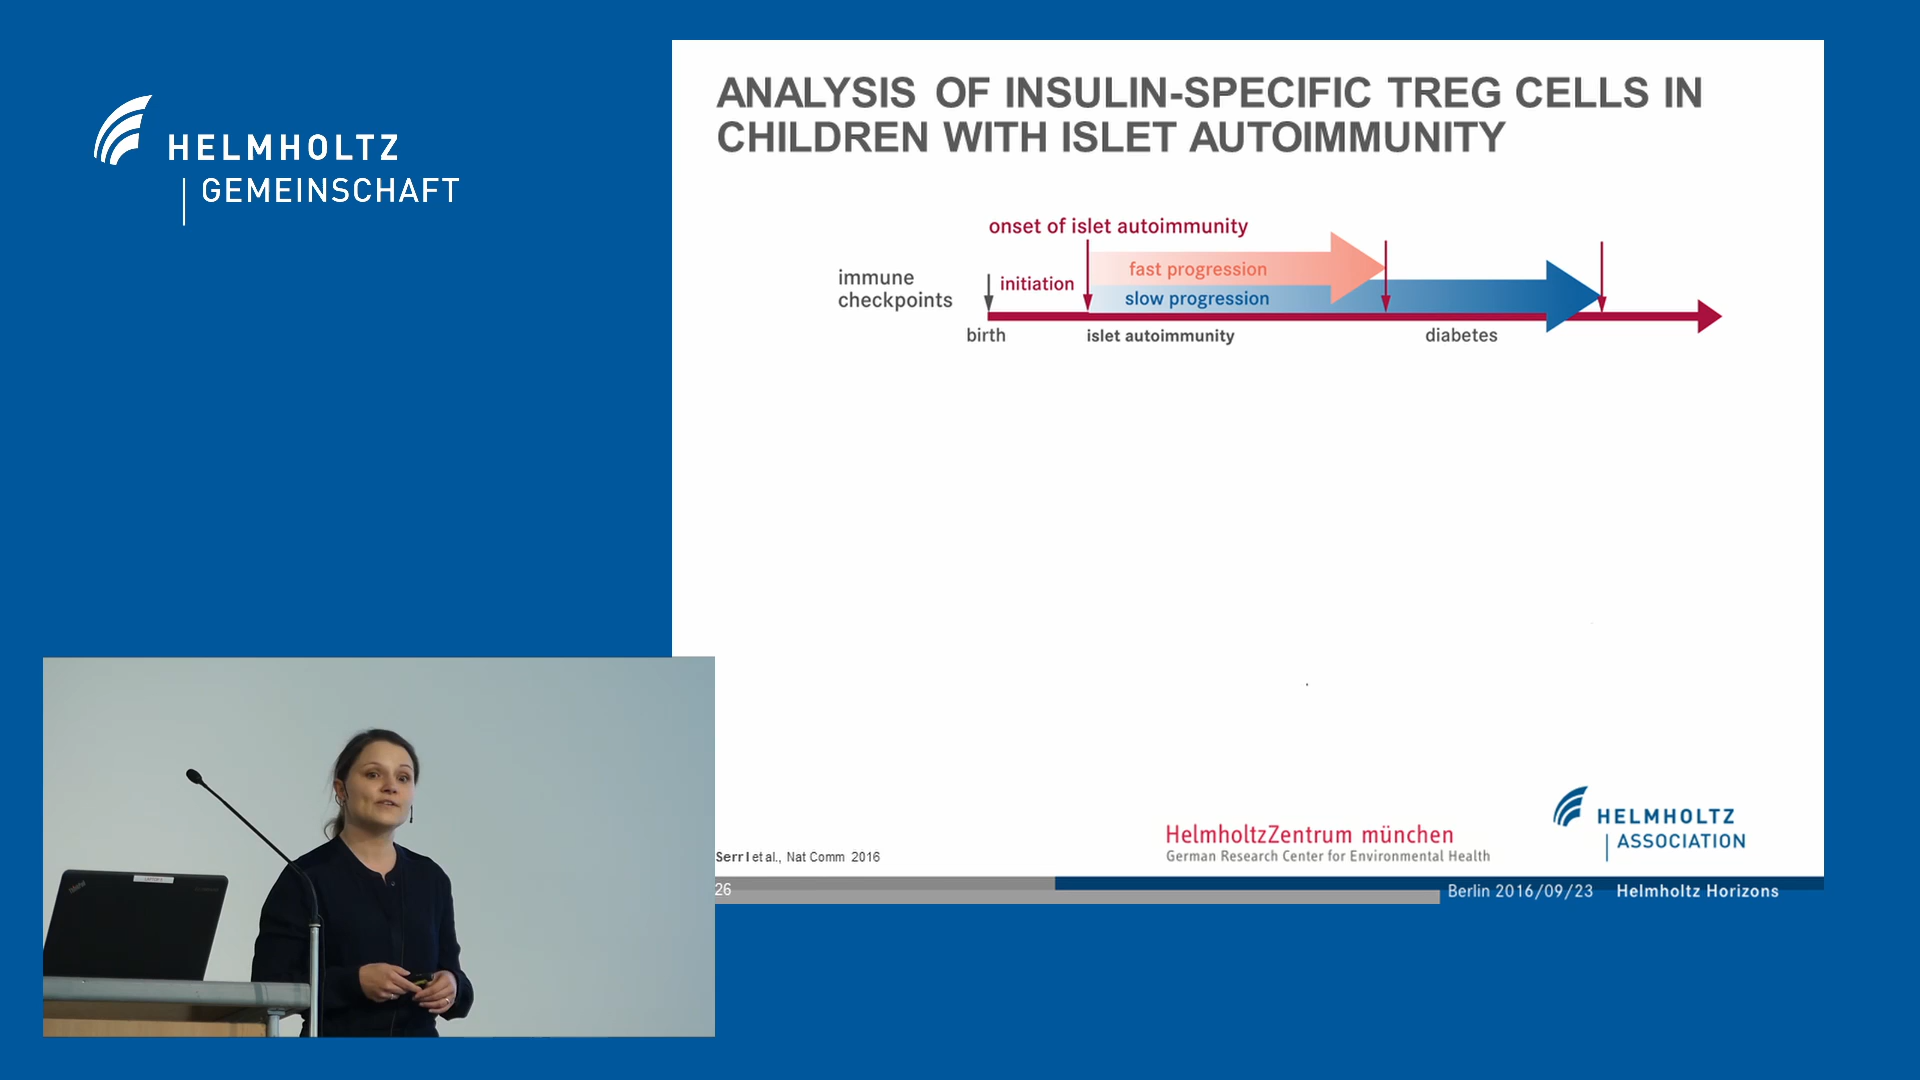 HELMHOLTZ
GEMEINSCHAFT
ANALYSIS OF INSULIN-SPECIFIC TREG CELLS IN
CHILDREN WITH ISLET AUTOIMMUNITY
onset of islet autoimmunity
immune
checkpoints
initiation
fast progression
slow progression
birth
islet autoimmunity
diabetes
Serr I et al., Nat Comm 2016
HelmholtzZentrum münchen
German Research Center for Environmental Health
HELMHOLTZ
ASSOCIATION
26
Berlin 2016/09/23 Helmholtz Horizons